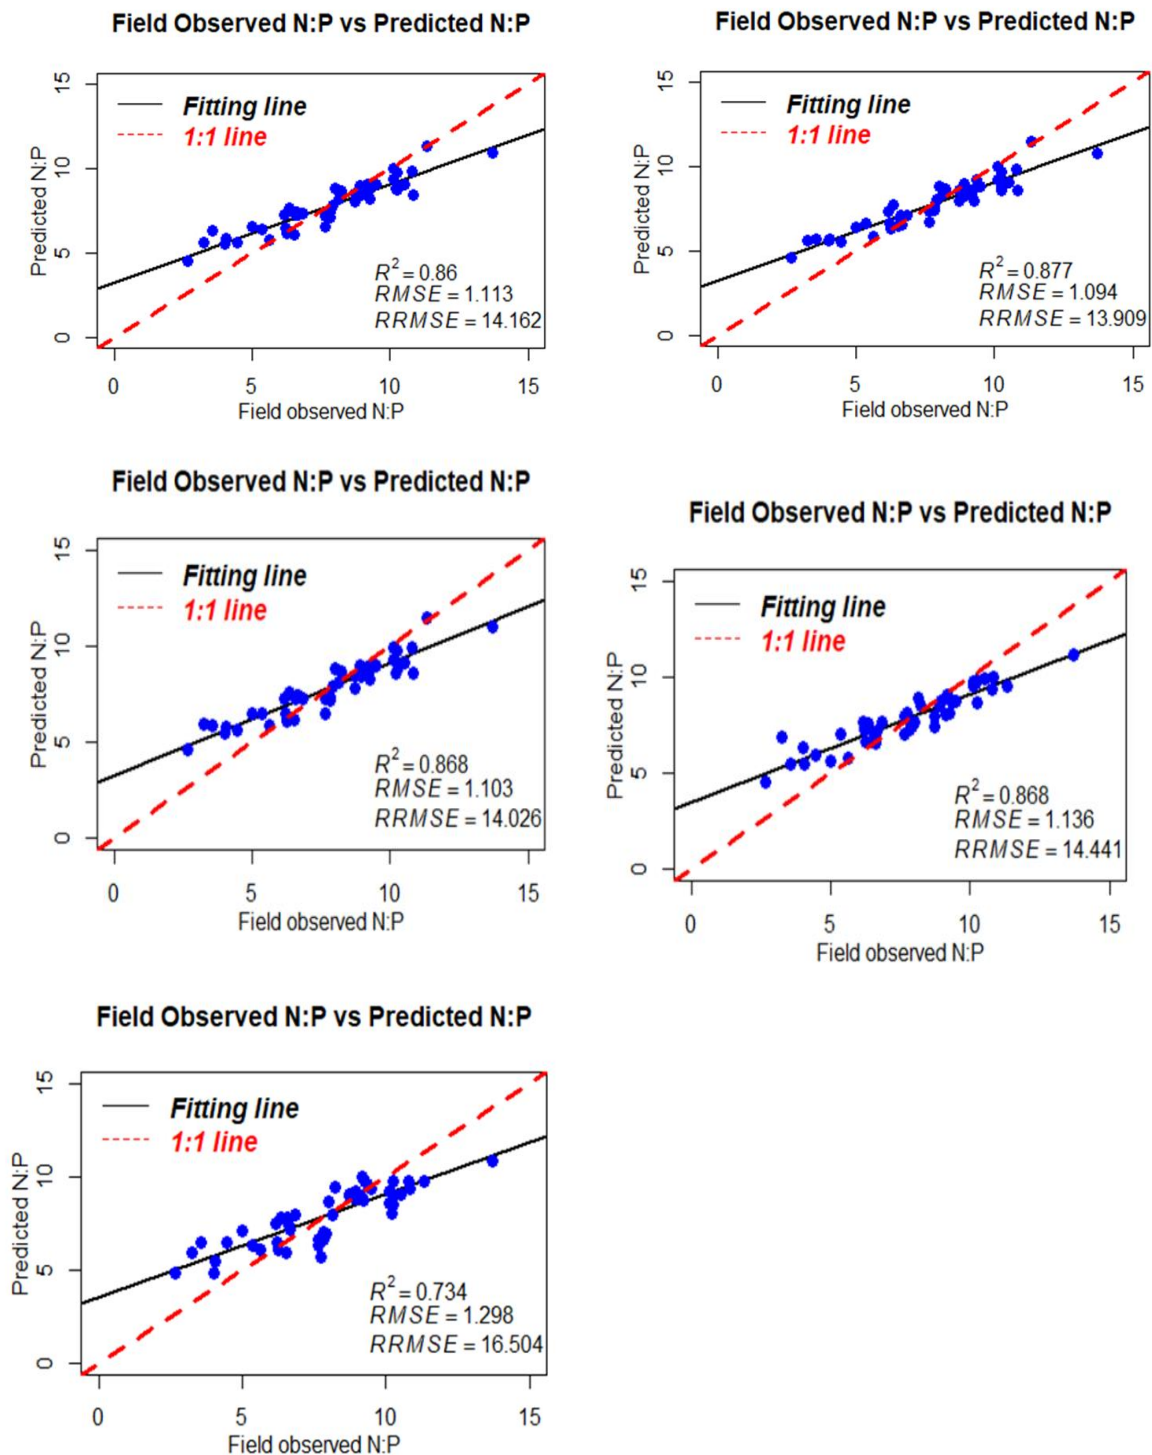 Field Observed N:P vs Predicted N:P
Fitting line
1:1 line
15
10
5
0
Predicted N:P
R² = 0.86
RMSE = 1.113
RRMSE = 14.162
0 5 10 15
Field observed N:P
Field Observed N:P vs Predicted N:P
Fitting line
1:1 line
15
10
5
0
Predicted N:P
R² = 0.877
RMSE = 1.094
RRMSE = 13.909
0 5 10 15
Field observed N:P
Field Observed N:P vs Predicted N:P
Fitting line
1:1 line
15
10
5
0
Predicted N:P
R² = 0.868
RMSE = 1.103
RRMSE = 14.026
0 5 10 15
Field observed N:P
Field Observed N:P vs Predicted N:P
Fitting line
1:1 line
15
10
5
0
Predicted N:P
R² = 0.868
RMSE = 1.136
RRMSE = 14.441
0 5 10 15
Field observed N:P
Field Observed N:P vs Predicted N:P
Fitting line
1:1 line
15
10
5
0
Predicted N:P
R² = 0.734
RMSE = 1.298
RRMSE = 16.504
0 5 10 15
Field observed N:P